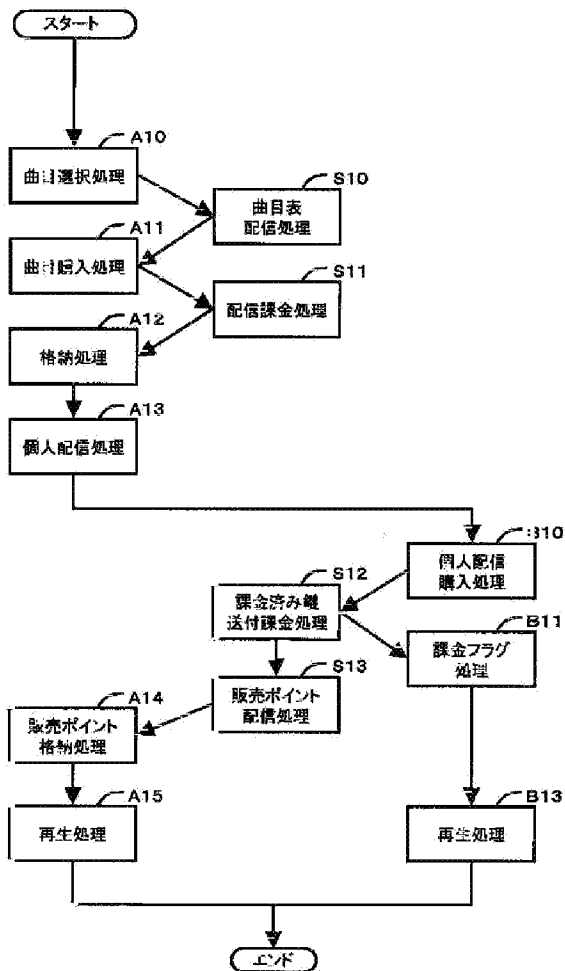 スタート
A10
曲目選択処理
S10
曲目表
配信処理
A11
曲目購入処理
S11
配信課金処理
A12
格納処理
A13
個人配信処理
B10
個人配信
購入処理
S12
課金済み鍵
送付課金処理
B11
課金フラグ
処理
S13
販売ポイント
配信処理
A14
販売ポイント
格納処理
A15
再生処理
B13
再生処理
エンド